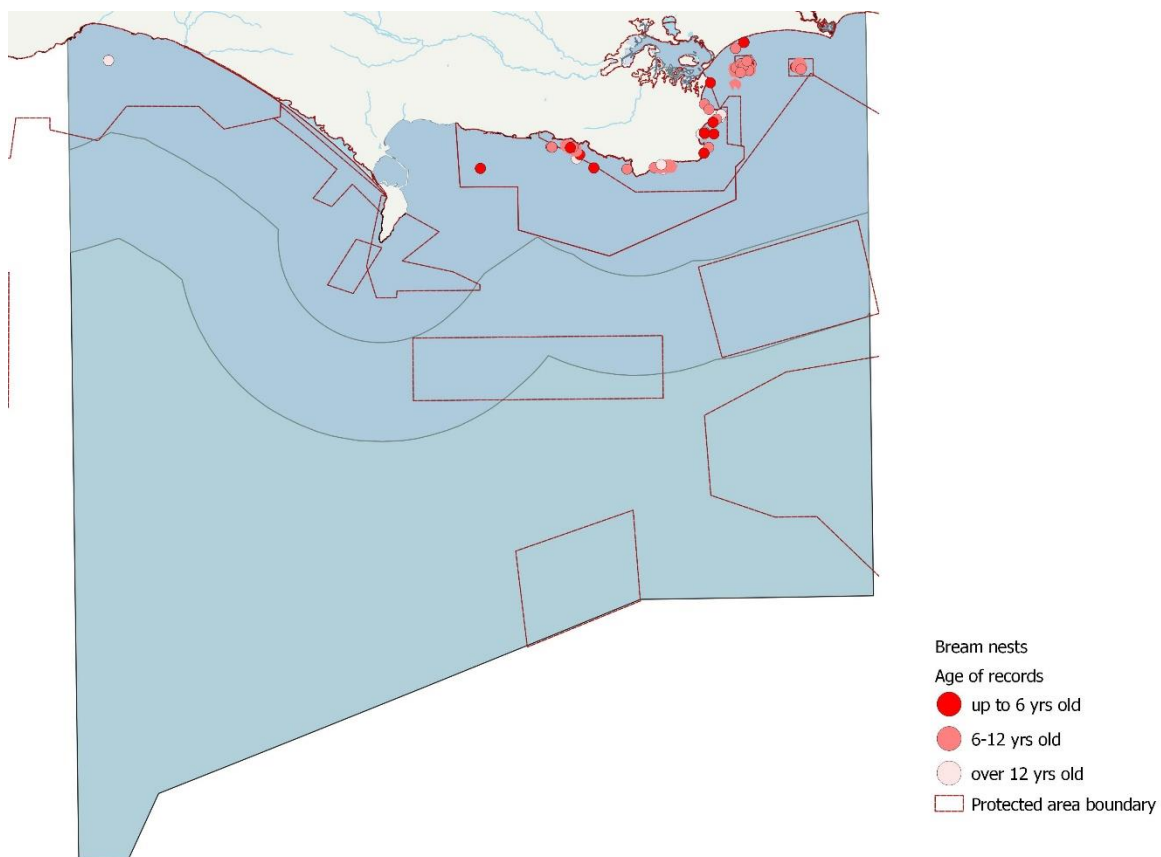 Bream nests
Age of records
up to 6 yrs old
6-12 yrs old
over 12 yrs old
Protected area boundary